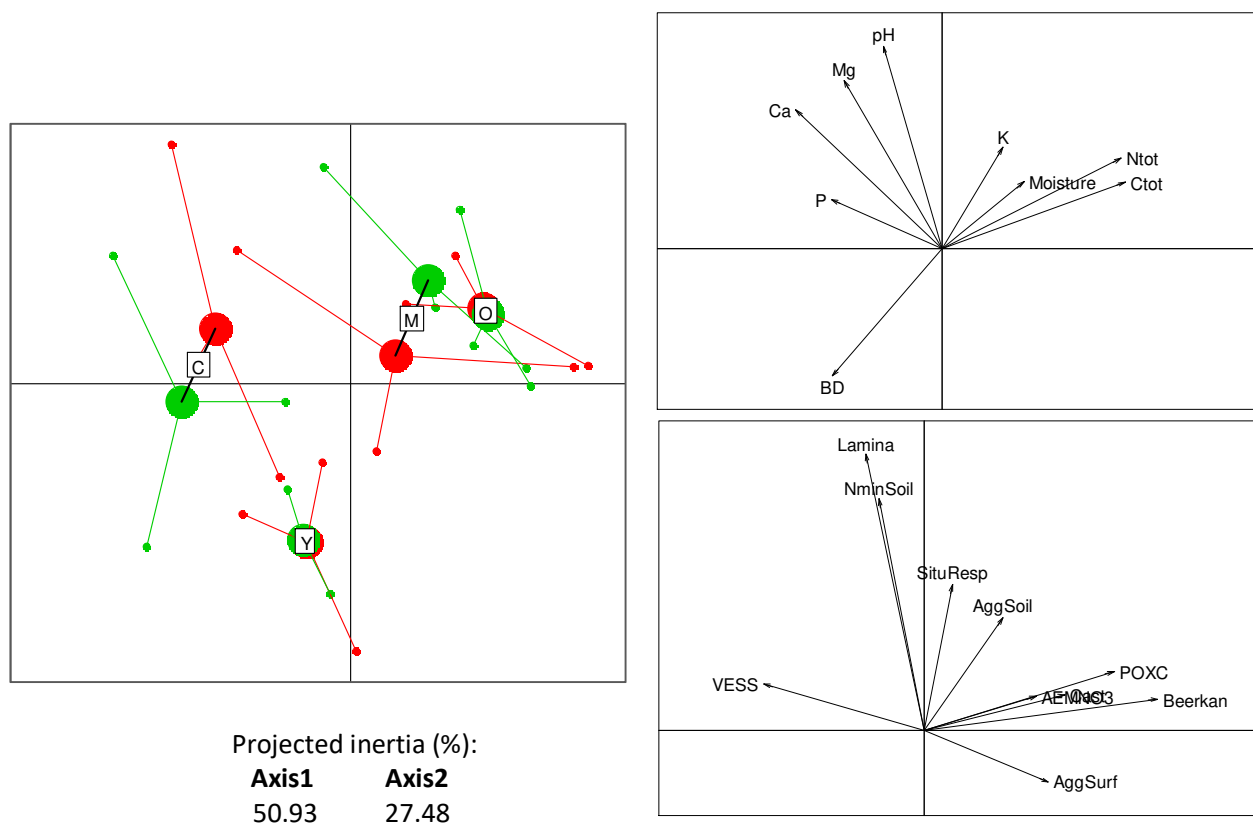 C
M
O
Y
Projected inertia (%):
Axis1 Axis2
50.93 27.48
pH
Mg
Ca
K
Ntot
P
Moisture
Ctot
BD
Lamina
NminSoil
SituResp
AggSoil
VESS
POXC
AEMNO3
Beerkan
AggSurf